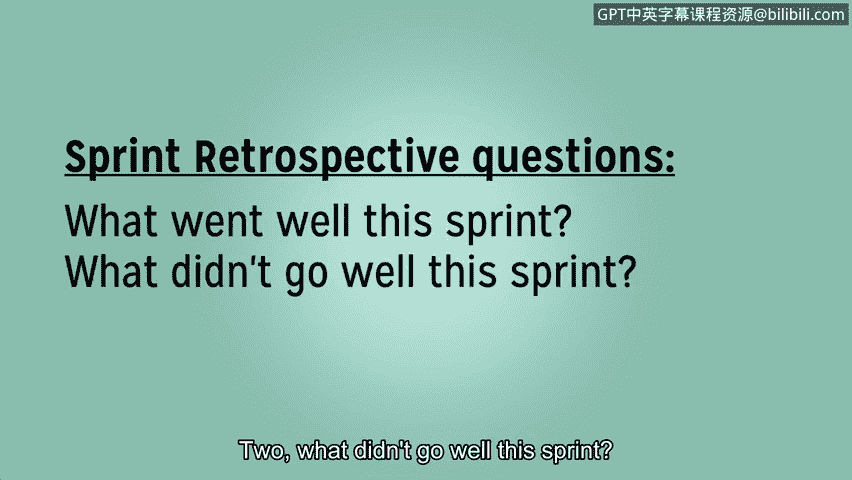 GPT中英字幕课程资源@bilibili.com
Sprint Retrospective questions:
What went well this sprint?
What didn't go well this sprint?
Two, what didn't go well this sprint?